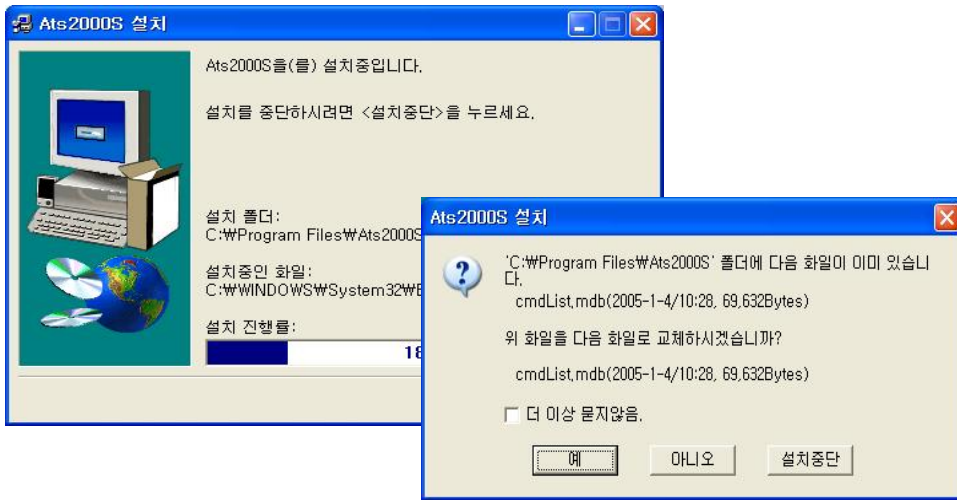 Ats2000S 설치
Ats2000S을(를) 설치중입니다.
설치를 중단하시려면 <설치중단>을 누르세요.
설치 폴더:
C:₩Program Files₩Ats2000S
설치중인 화일:
C:₩WINDOWS₩System32₩
설치 진행률:
18
Ats2000S 설치
'C:₩Program Files₩Ats2000S' 폴더에 다음 화일이 이미 있습니
다.
cmdList.mdb(2005-1-4/10:28, 69,632Bytes)
위 화일을 다음 화일로 교체하시겠습니까?
cmdList.mdb(2005-1-4/10:28, 69,632Bytes)
더 이상 묻지않음.
예
아니오
설치중단